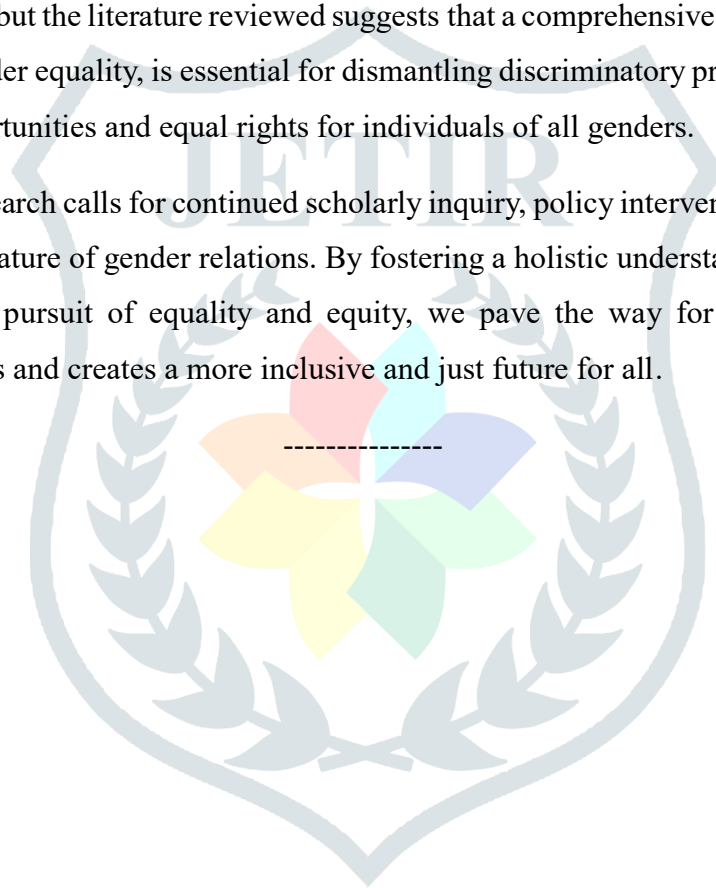 but the literature reviewed suggests that a comprehensive
der equality, is essential for dismantling discriminatory pr
rtunities and equal rights for individuals of all genders.
earch calls for continued scholarly inquiry, policy interven
ature of gender relations. By fostering a holistic understa
pursuit of equality and equity, we pave the way for
s and creates a more inclusive and just future for all.
---------------
JETIR